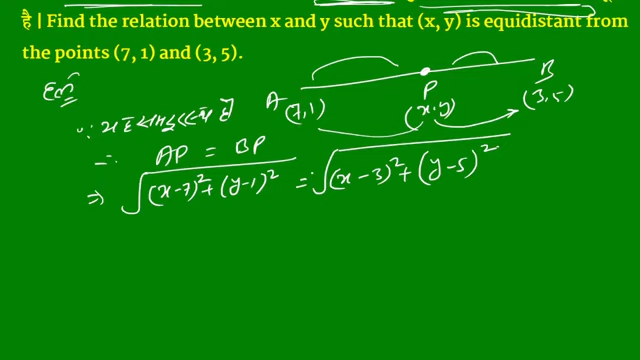 है | Find the relation between x and y such that (x, y) is equidistant from
the points (7, 1) and (3, 5).
A (7,1) P (x,y) B (3,5)
∴ AP = BP
⇒ √(x-7)²+(y-1)² = √(x-3)²+(y-5)²